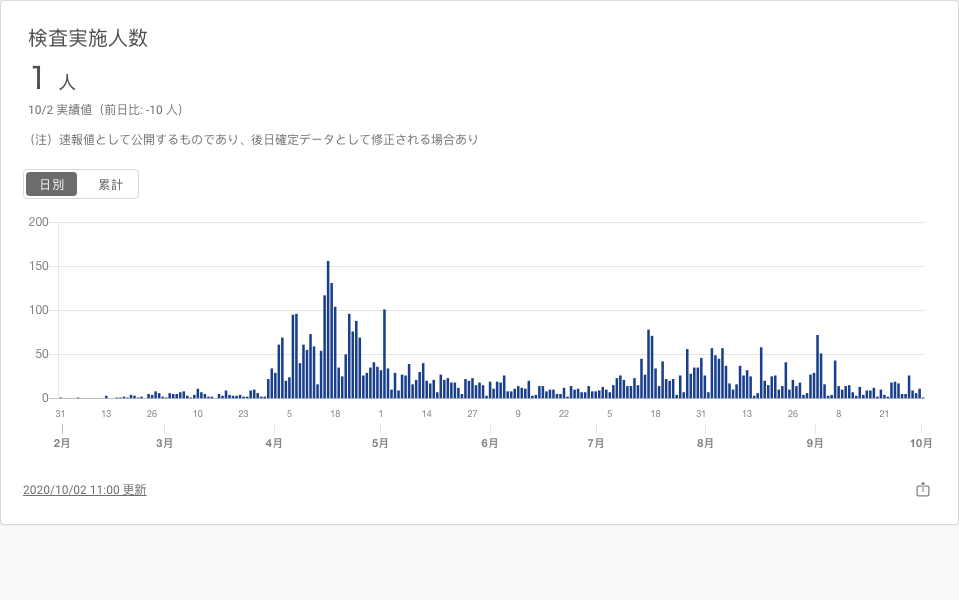 検査実施人数
1 人
10/2 実績値（前日比: -10 人）
（注）速報値として公開するものであり、後日確定データとして修正される場合あり
日別 累計
200
150
100
50
0
31 13 26 10 23 5 18 1 14 27 9 22 5 18 31 13 26 8 21
2月 3月 4月 5月 6月 7月 8月 9月 10月
2020/10/02 11:00 更新